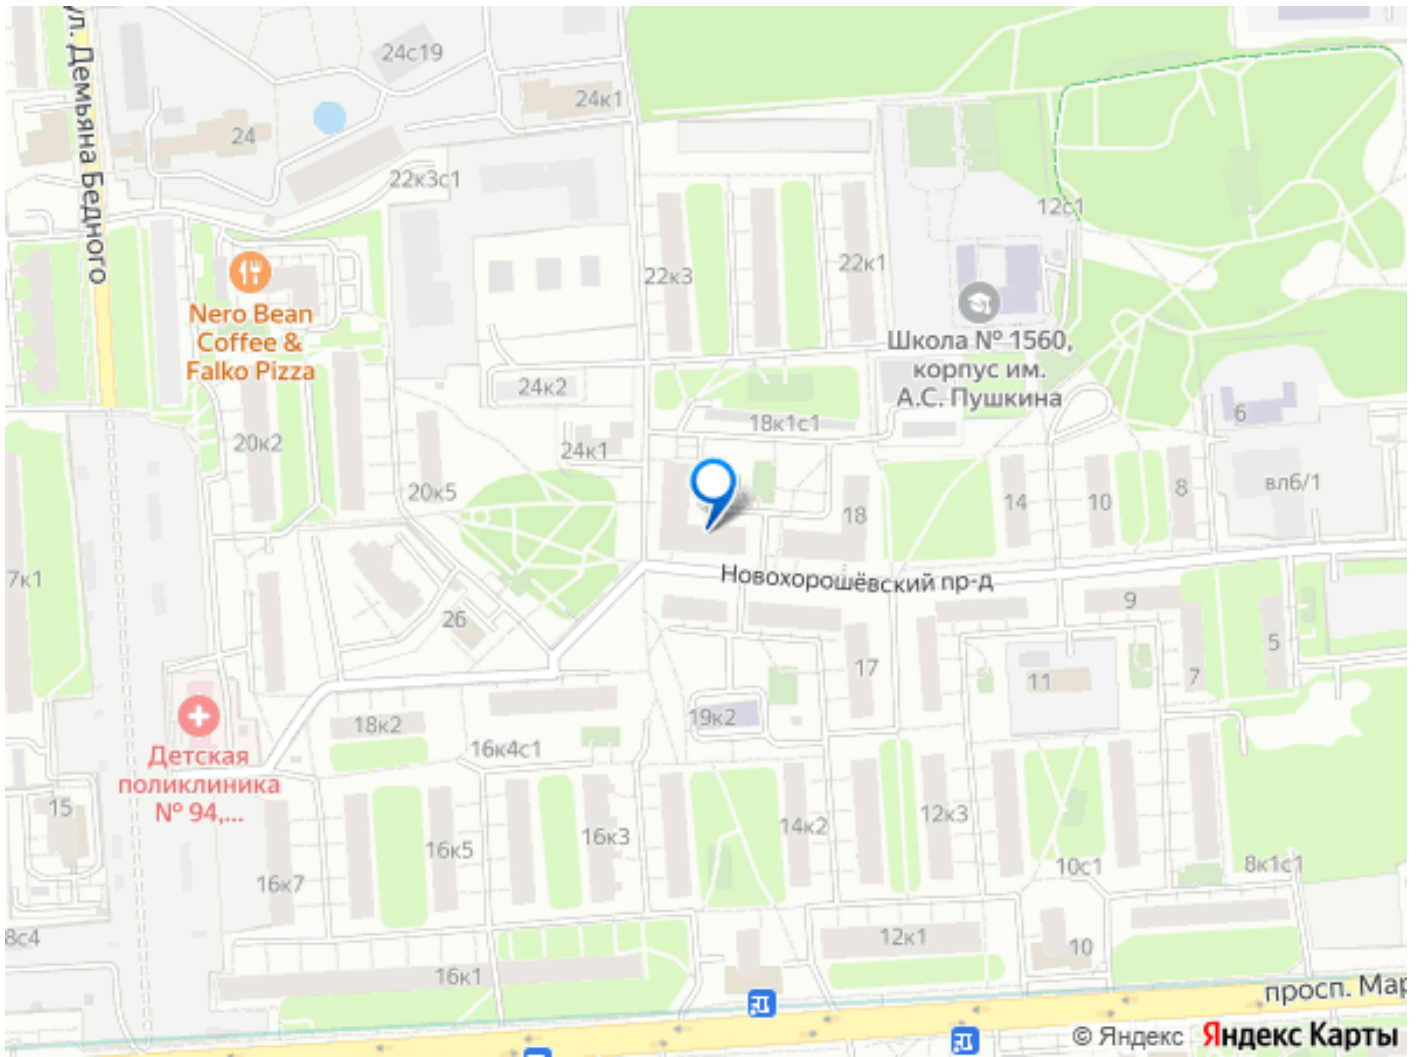 ул. Демьяна Бедного
24с19
24к1
24
22к3с1
12с1
22к3
22к1
Nero Bean
Coffee &
Falko Pizza
Школа № 1560,
корпус им.
А.С. Пушкина
24к2
18к1с1
6
20к2
24к1
20к5
18
14
10
8
вл6/1
7к1
Новохорошёвский пр-д
26
9
5
17
11
7
19к2
18к2
16к4с1
Детская
поликлиника
№ 94,...
15
16к5
16к3
14к2
12к3
10с1
8к1с1
16к7
8с4
12к1
10
16к1
просп. Мар
© Яндекс Яндекс Карты